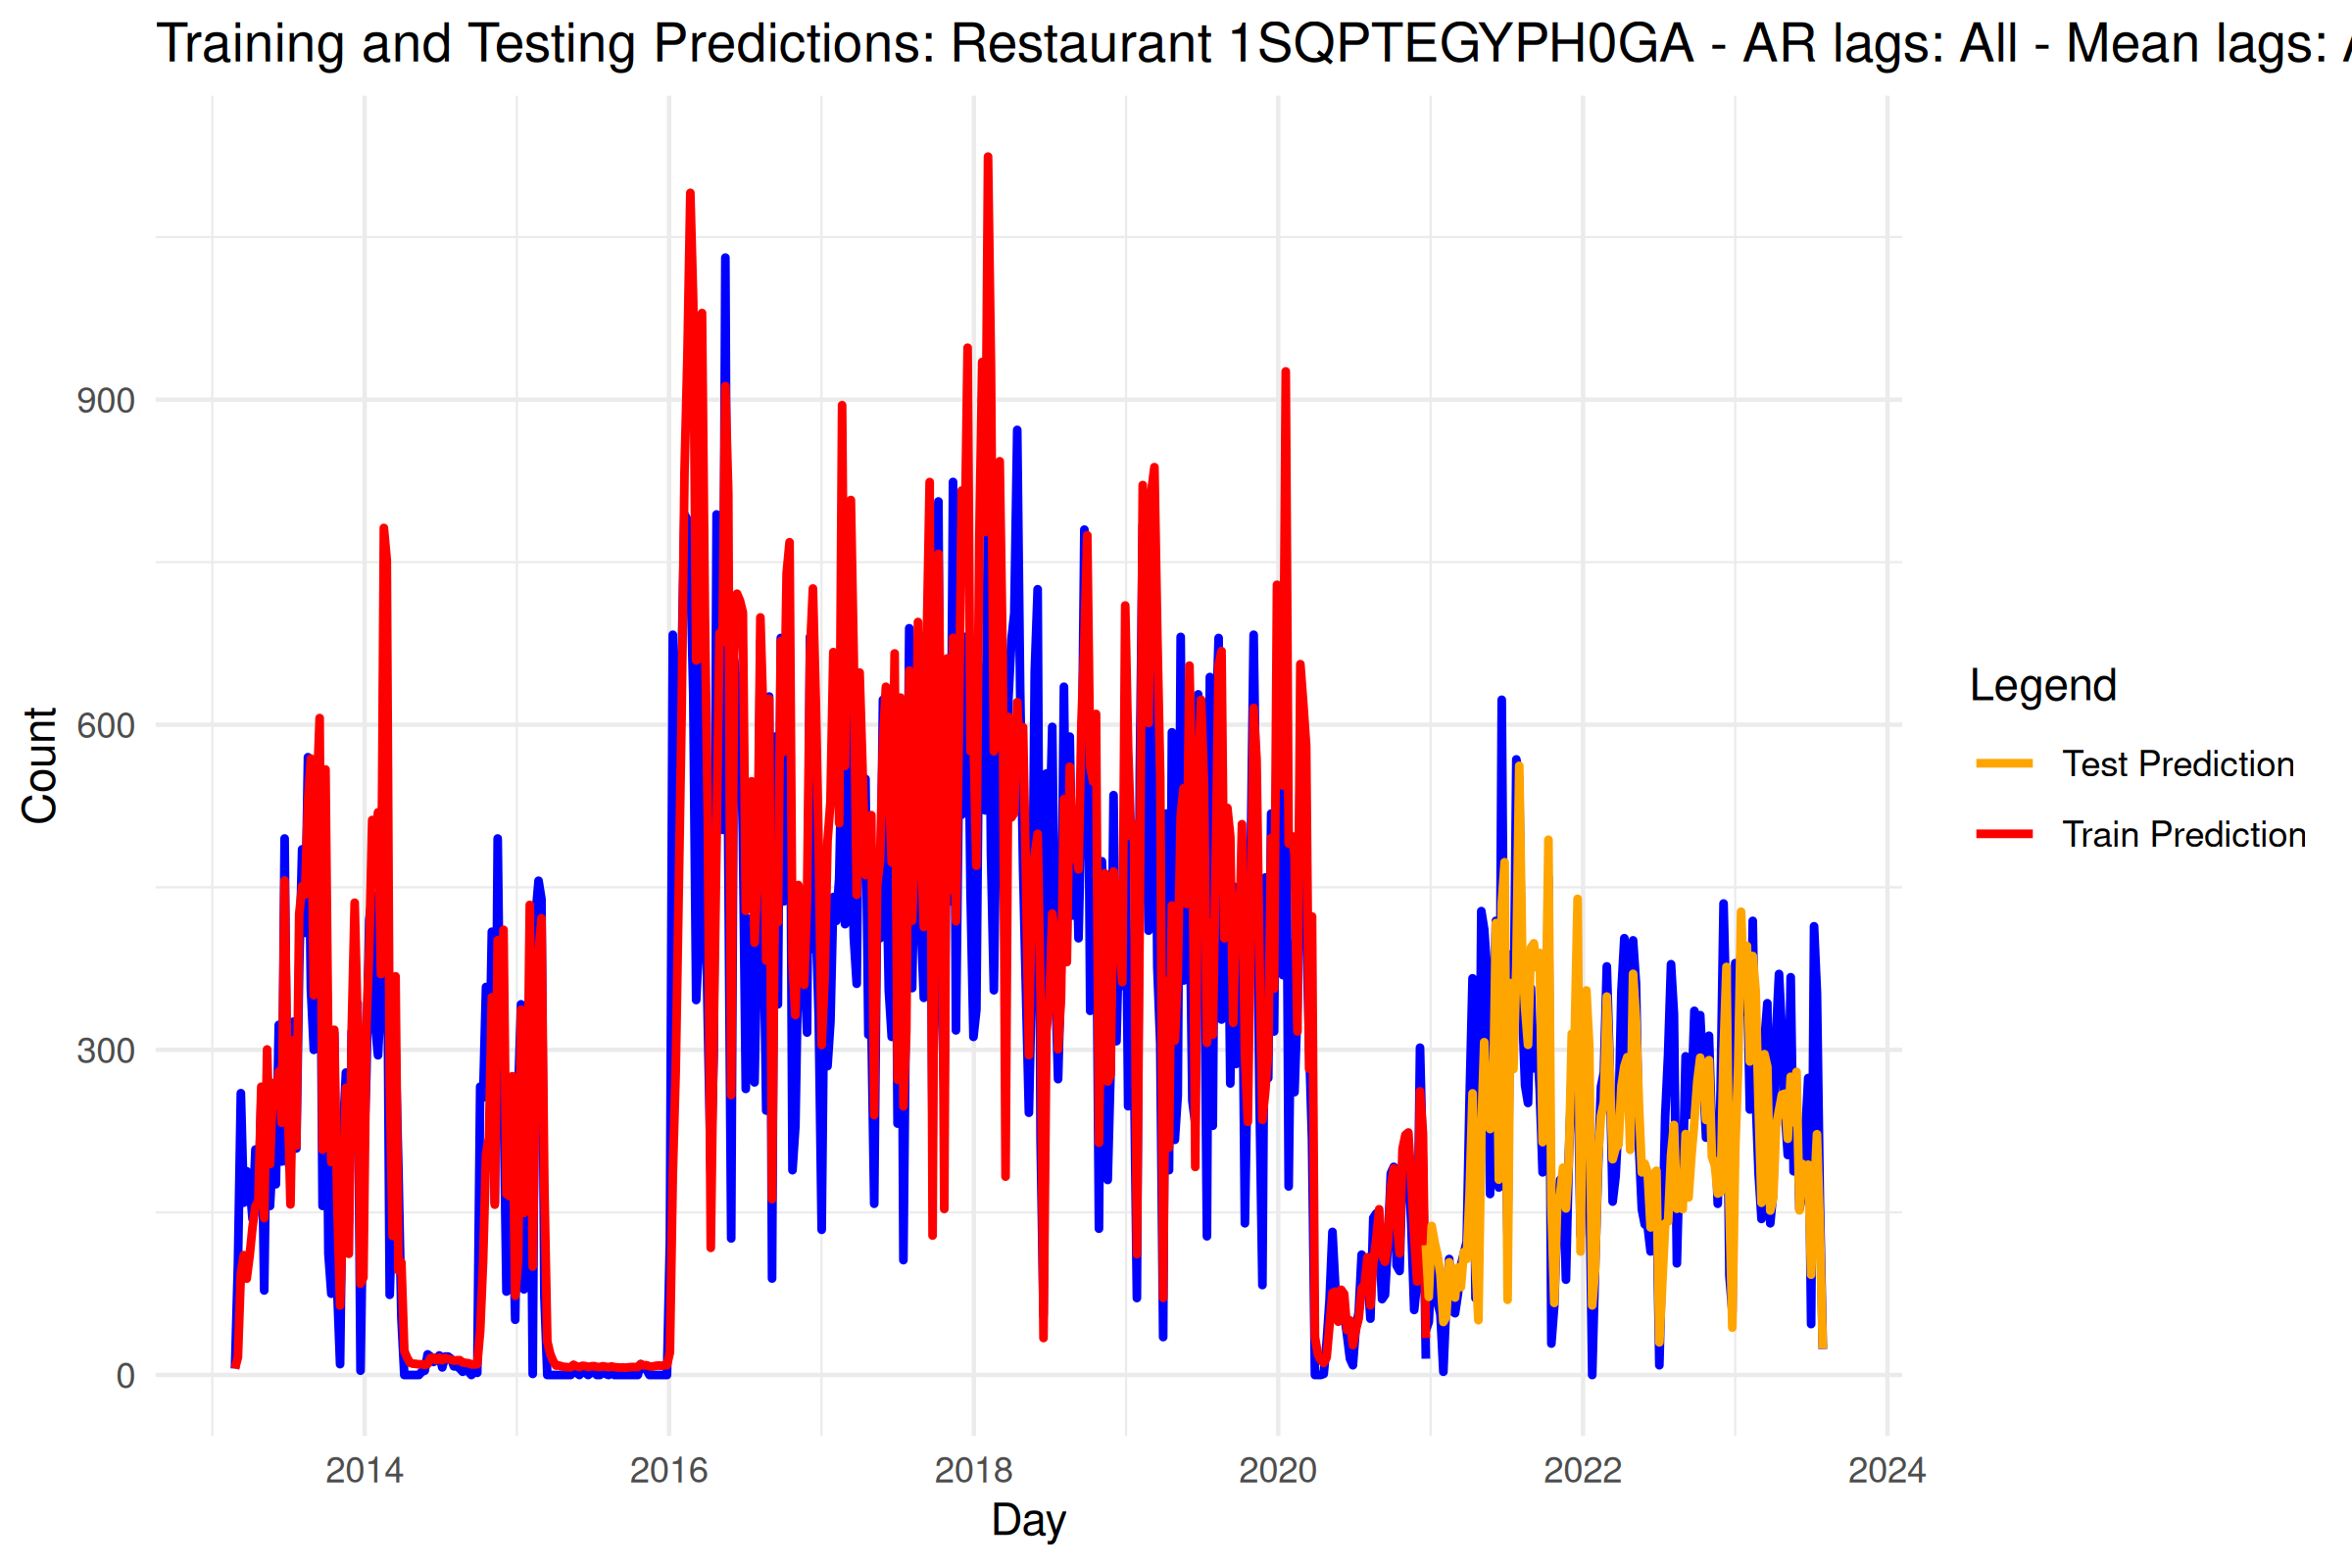 Training and Testing Predictions: Restaurant 1SQPTEGYPH0GA - AR lags: All - Mean lags:
Count
900
600
300
0
2014 2016 2018 2020 2022 2024
Day
Legend
Test Prediction
Train Prediction